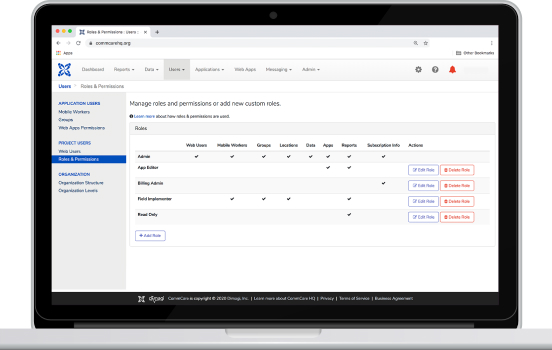 Roles & Permissions : Users :
commcarehq.org
Apps
Other Bookmarks
Dashboard Reports Data Users Applications Web Apps Messaging Admin
Users Roles & Permissions
APPLICATION USERS
Mobile Workers
Groups
Web Apps Permissions
PROJECT USERS
Web Users
Roles & Permissions
ORGANIZATION
Organization Structure
Organization Levels
Manage roles and permissions or add new custom roles.
Learn more about how roles & permissions are used.
Roles
Web Users Mobile Workers Groups Locations Data Apps Reports Subscription Info Actions
Admin
App Editor Edit Role Delete Role
Billing Admin Edit Role Delete Role
Field Implementer Edit Role Delete Role
Read Only Edit Role Delete Role
+ Add Role
dimagi CommCare is copyright © 2020 Dimagi, Inc. | Learn more about CommCare HQ | Privacy | Terms of Service | Business Agreement